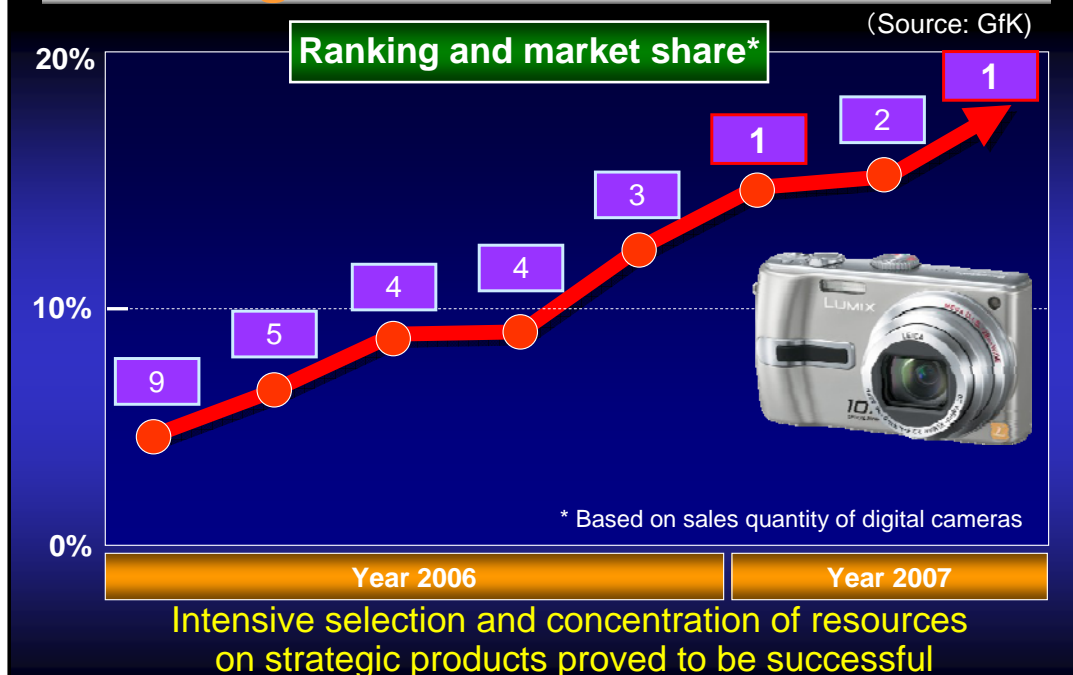 （Source: GfK)
Ranking and market share*
20%
10%
0%
9
5
4
4
3
1
2
1
LUMIX
LEICA
10.
* Based on sales quantity of digital cameras
Year 2006
Year 2007
Intensive selection and concentration of resources
on strategic products proved to be successful